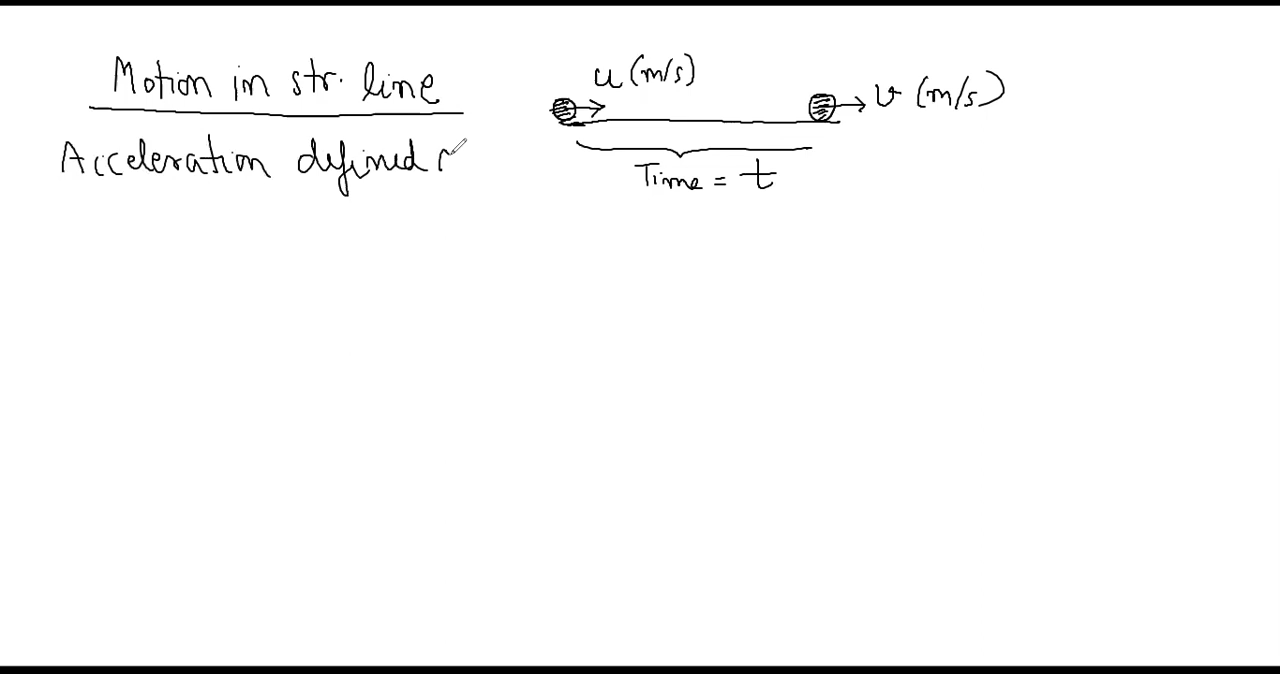 Motion in str. line
Acceleration defined
u (m/s)
v (m/s)
Time = t